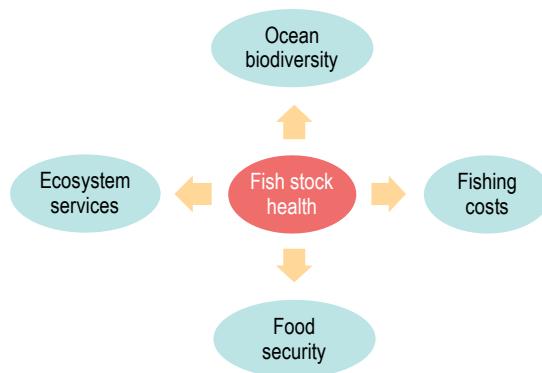 Ocean
biodiversity
Ecosystem
services
Fish stock
health
Fishing
costs
Food
security